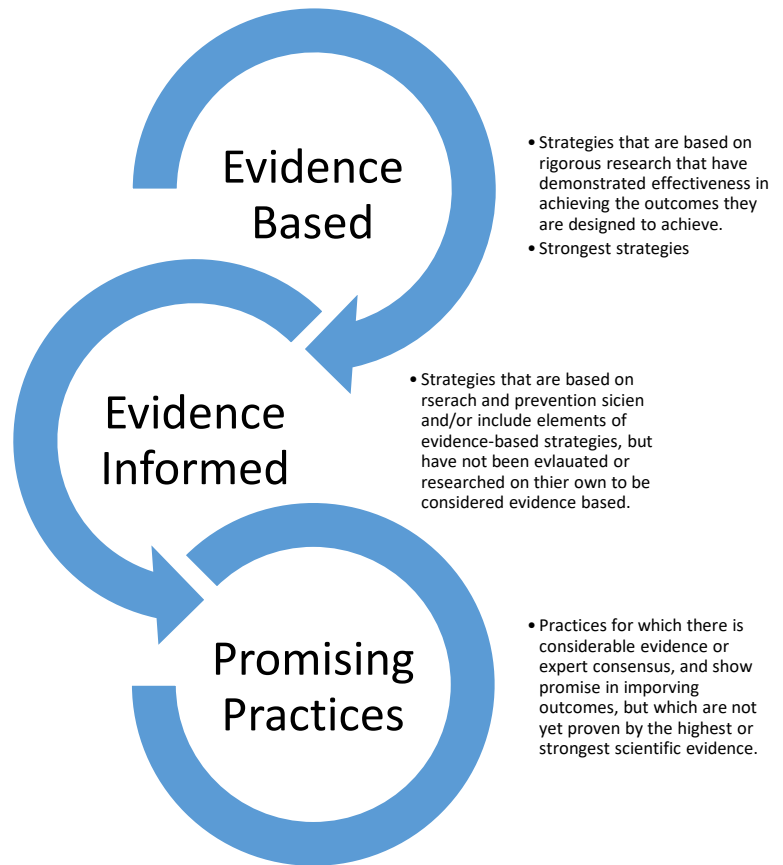 Evidence
Based
• Strategies that are based on
rigorous research that have
demonstrated effectiveness in
achieving the outcomes they
are designed to achieve.
• Strongest strategies
Evidence
Informed
• Strategies that are based on
rserach and prevention sicien
and/or include elements of
evidence-based strategies, but
have not been evlauated or
researched on thier own to be
considered evidence based.
Promising
Practices
• Practices for which there is
considerable evidence or
expert consensus, and show
promise in imporving
outcomes, but which are not
yet proven by the highest or
strongest scientific evidence.